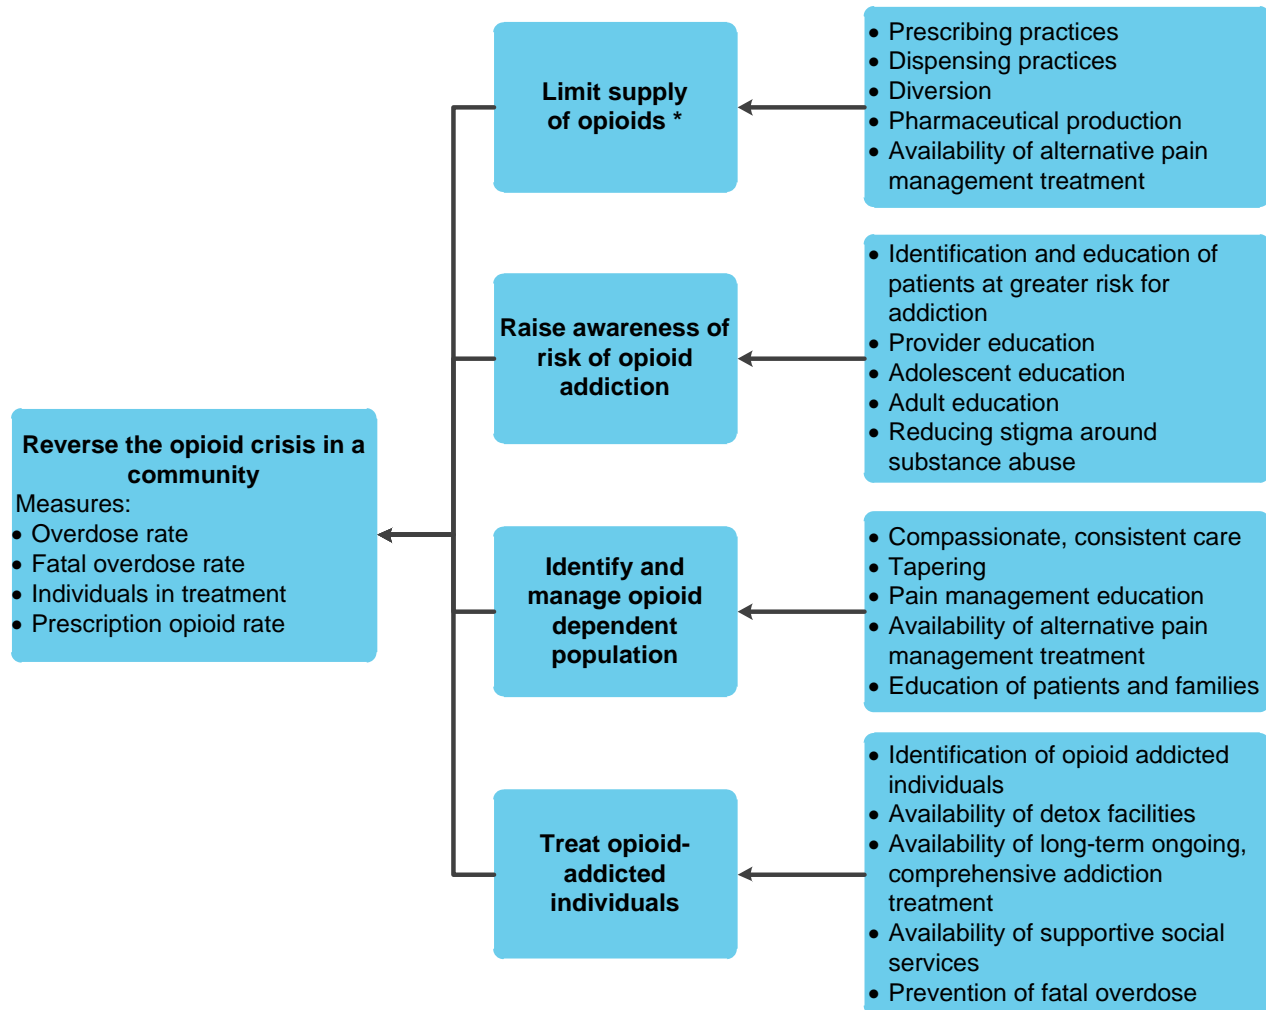 Reverse the opioid crisis in a
community
Measures:
• Overdose rate
• Fatal overdose rate
• Individuals in treatment
• Prescription opioid rate
Limit supply
of opioids *
• Prescribing practices
• Dispensing practices
• Diversion
• Pharmaceutical production
• Availability of alternative pain
management treatment
Raise awareness of
risk of opioid
addiction
• Identification and education of
patients at greater risk for
addiction
• Provider education
• Adolescent education
• Adult education
• Reducing stigma around
substance abuse
Identify and
manage opioid
dependent
population
• Compassionate, consistent care
• Tapering
• Pain management education
• Availability of alternative pain
management treatment
• Education of patients and families
Treat opioid-
addicted
individuals
• Identification of opioid addicted
individuals
• Availability of detox facilities
• Availability of long-term ongoing,
comprehensive addiction
treatment
• Availability of supportive social
services
• Prevention of fatal overdose